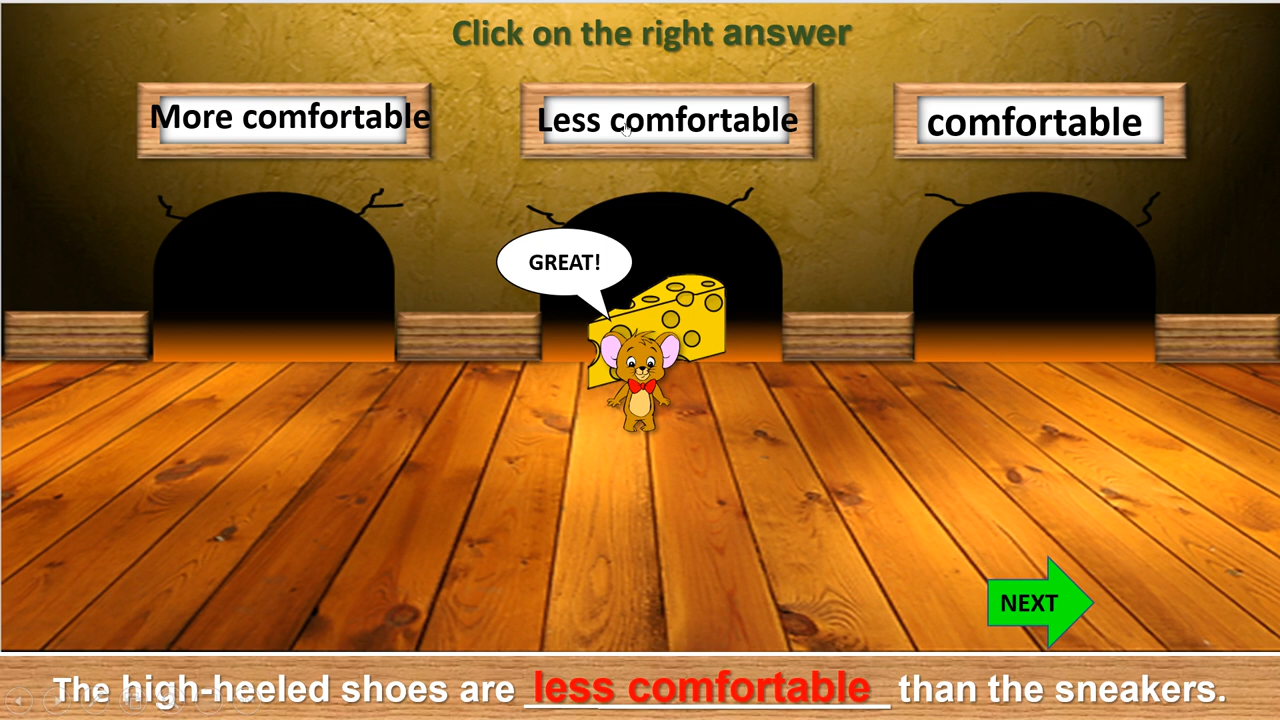 Click on the right answer
More comfortable
Less comfortable
comfortable
GREAT!
NEXT
The high-heeled shoes are less comfortable than the sneakers.